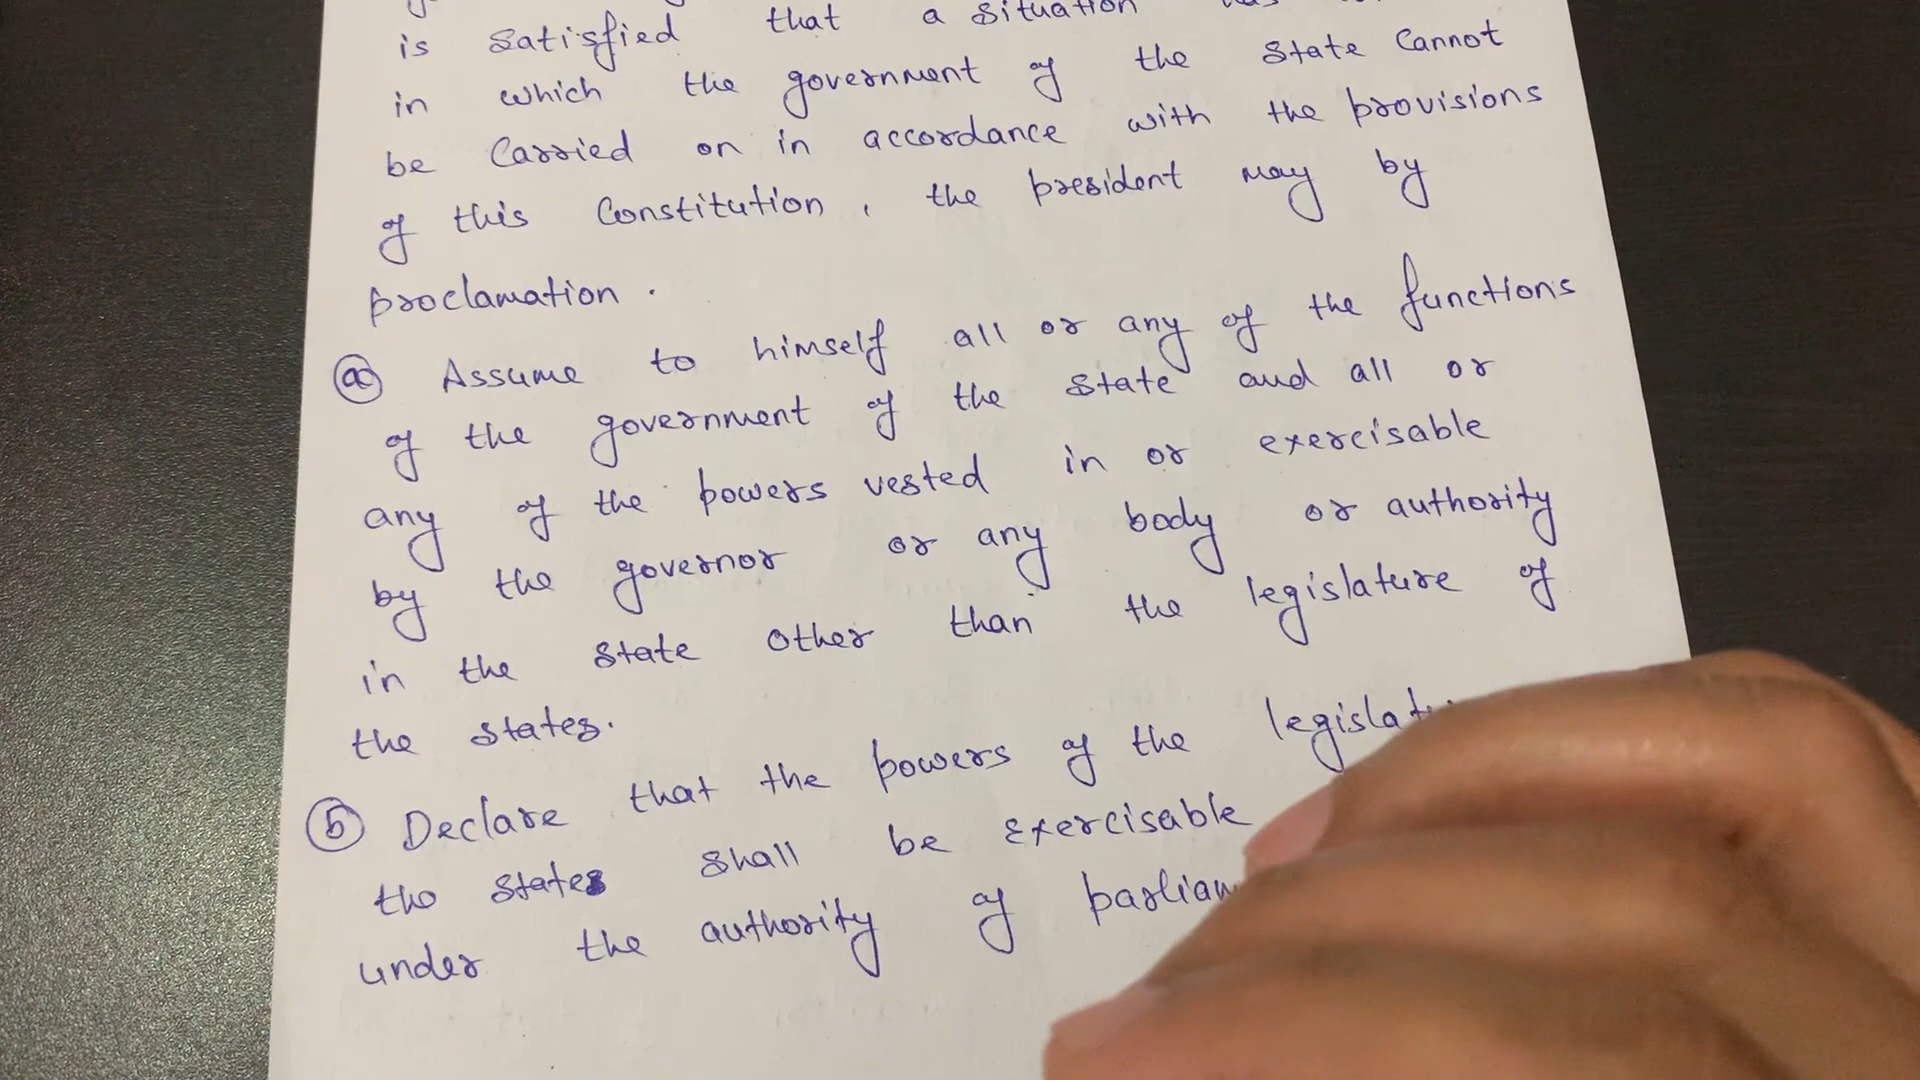 is satisfied that a situation
in which the government of the state cannot
be carried on in accordance with the provisions
of this Constitution, the president may by
proclamation.
(a) Assume to himself all or any of the functions
of the government of the state and all or
any of the powers vested in or exercisable
by the governor or any body or authority
in the state other than the legislature of
the states.
(b) Declare that the powers of the
the states shall be exercisable
under the authority of